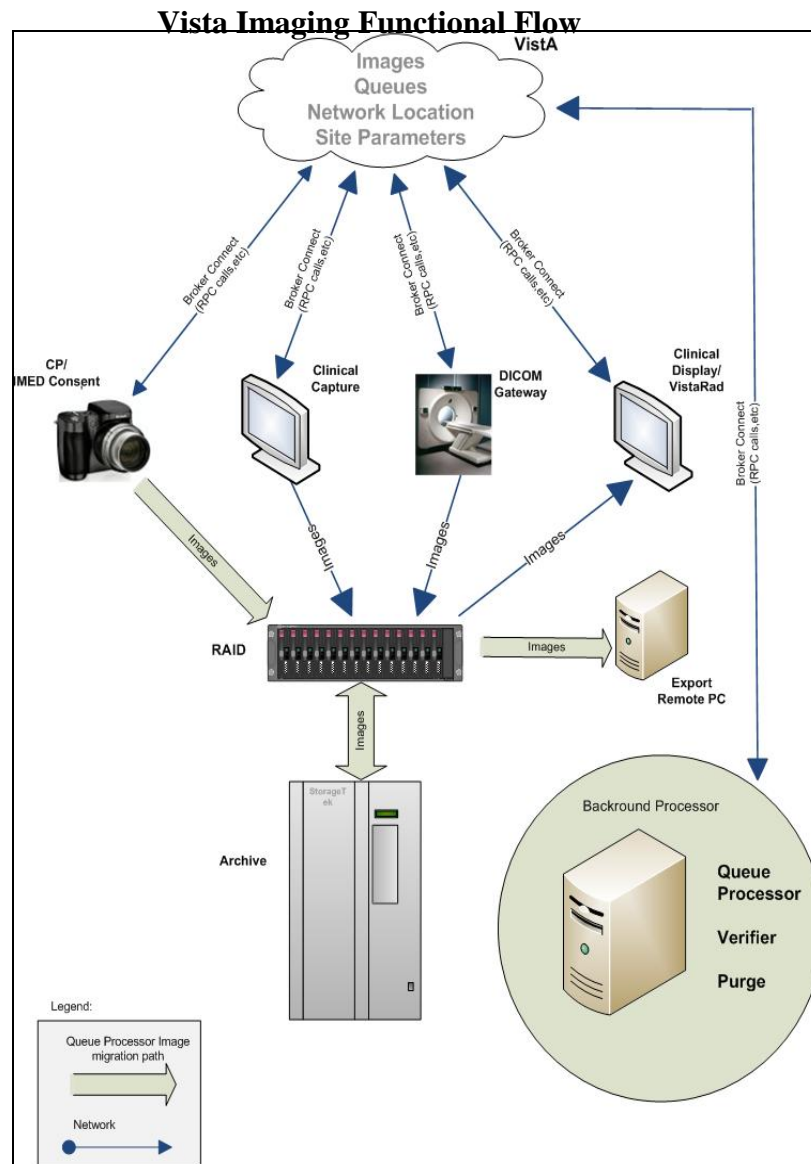 Vista Imaging Functional Flow
VistA
Images
Queues
Network Location
Site Parameters
Broker Connect
(RPC calls,etc)
Broker Connect
(RPC calls,etc)
Broker Connect
(RPC calls,etc)
Broker Connect
(RPC calls,etc)
Broker Connect
(RPC calls,etc)
CP/
IMED Consent
Clinical
Capture
DICOM
Gateway
Clinical
Display/
VistaRad
Images
Images
Images
Images
RAID
Images
Export
Remote PC
Images
StorageT
ek
Archive
Backround Processor
Queue
Processor
Verifier
Purge
Legend:
Queue Processor Image
migration path
Network